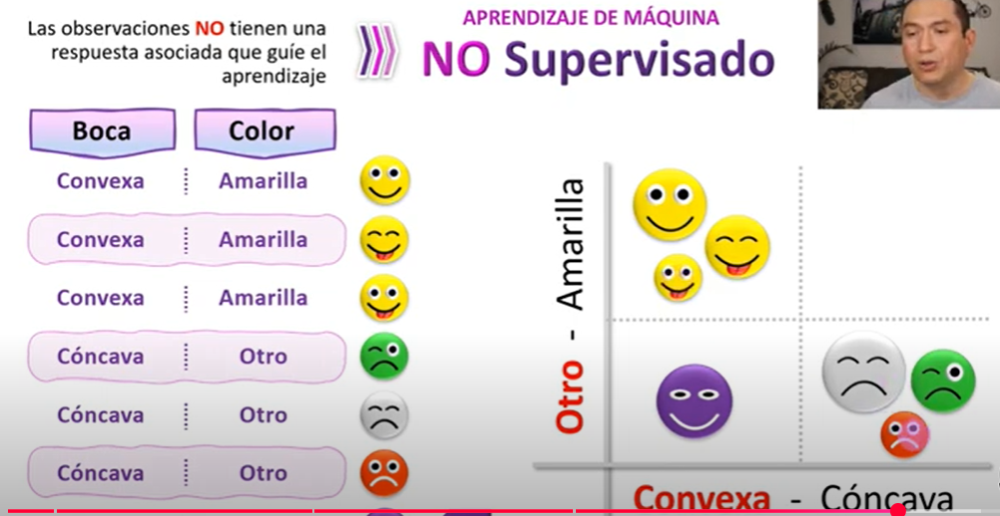 Las observaciones NO tienen una
respuesta asociada que guíe el
aprendizaje
APRENDIZAJE DE MÁQUINA
NO Supervisado
Boca Color
Convexa Amarilla
Convexa Amarilla
Convexa Amarilla
Cóncava Otro
Cóncava Otro
Cóncava Otro
Otro - Amarilla
Convexa - Cóncava